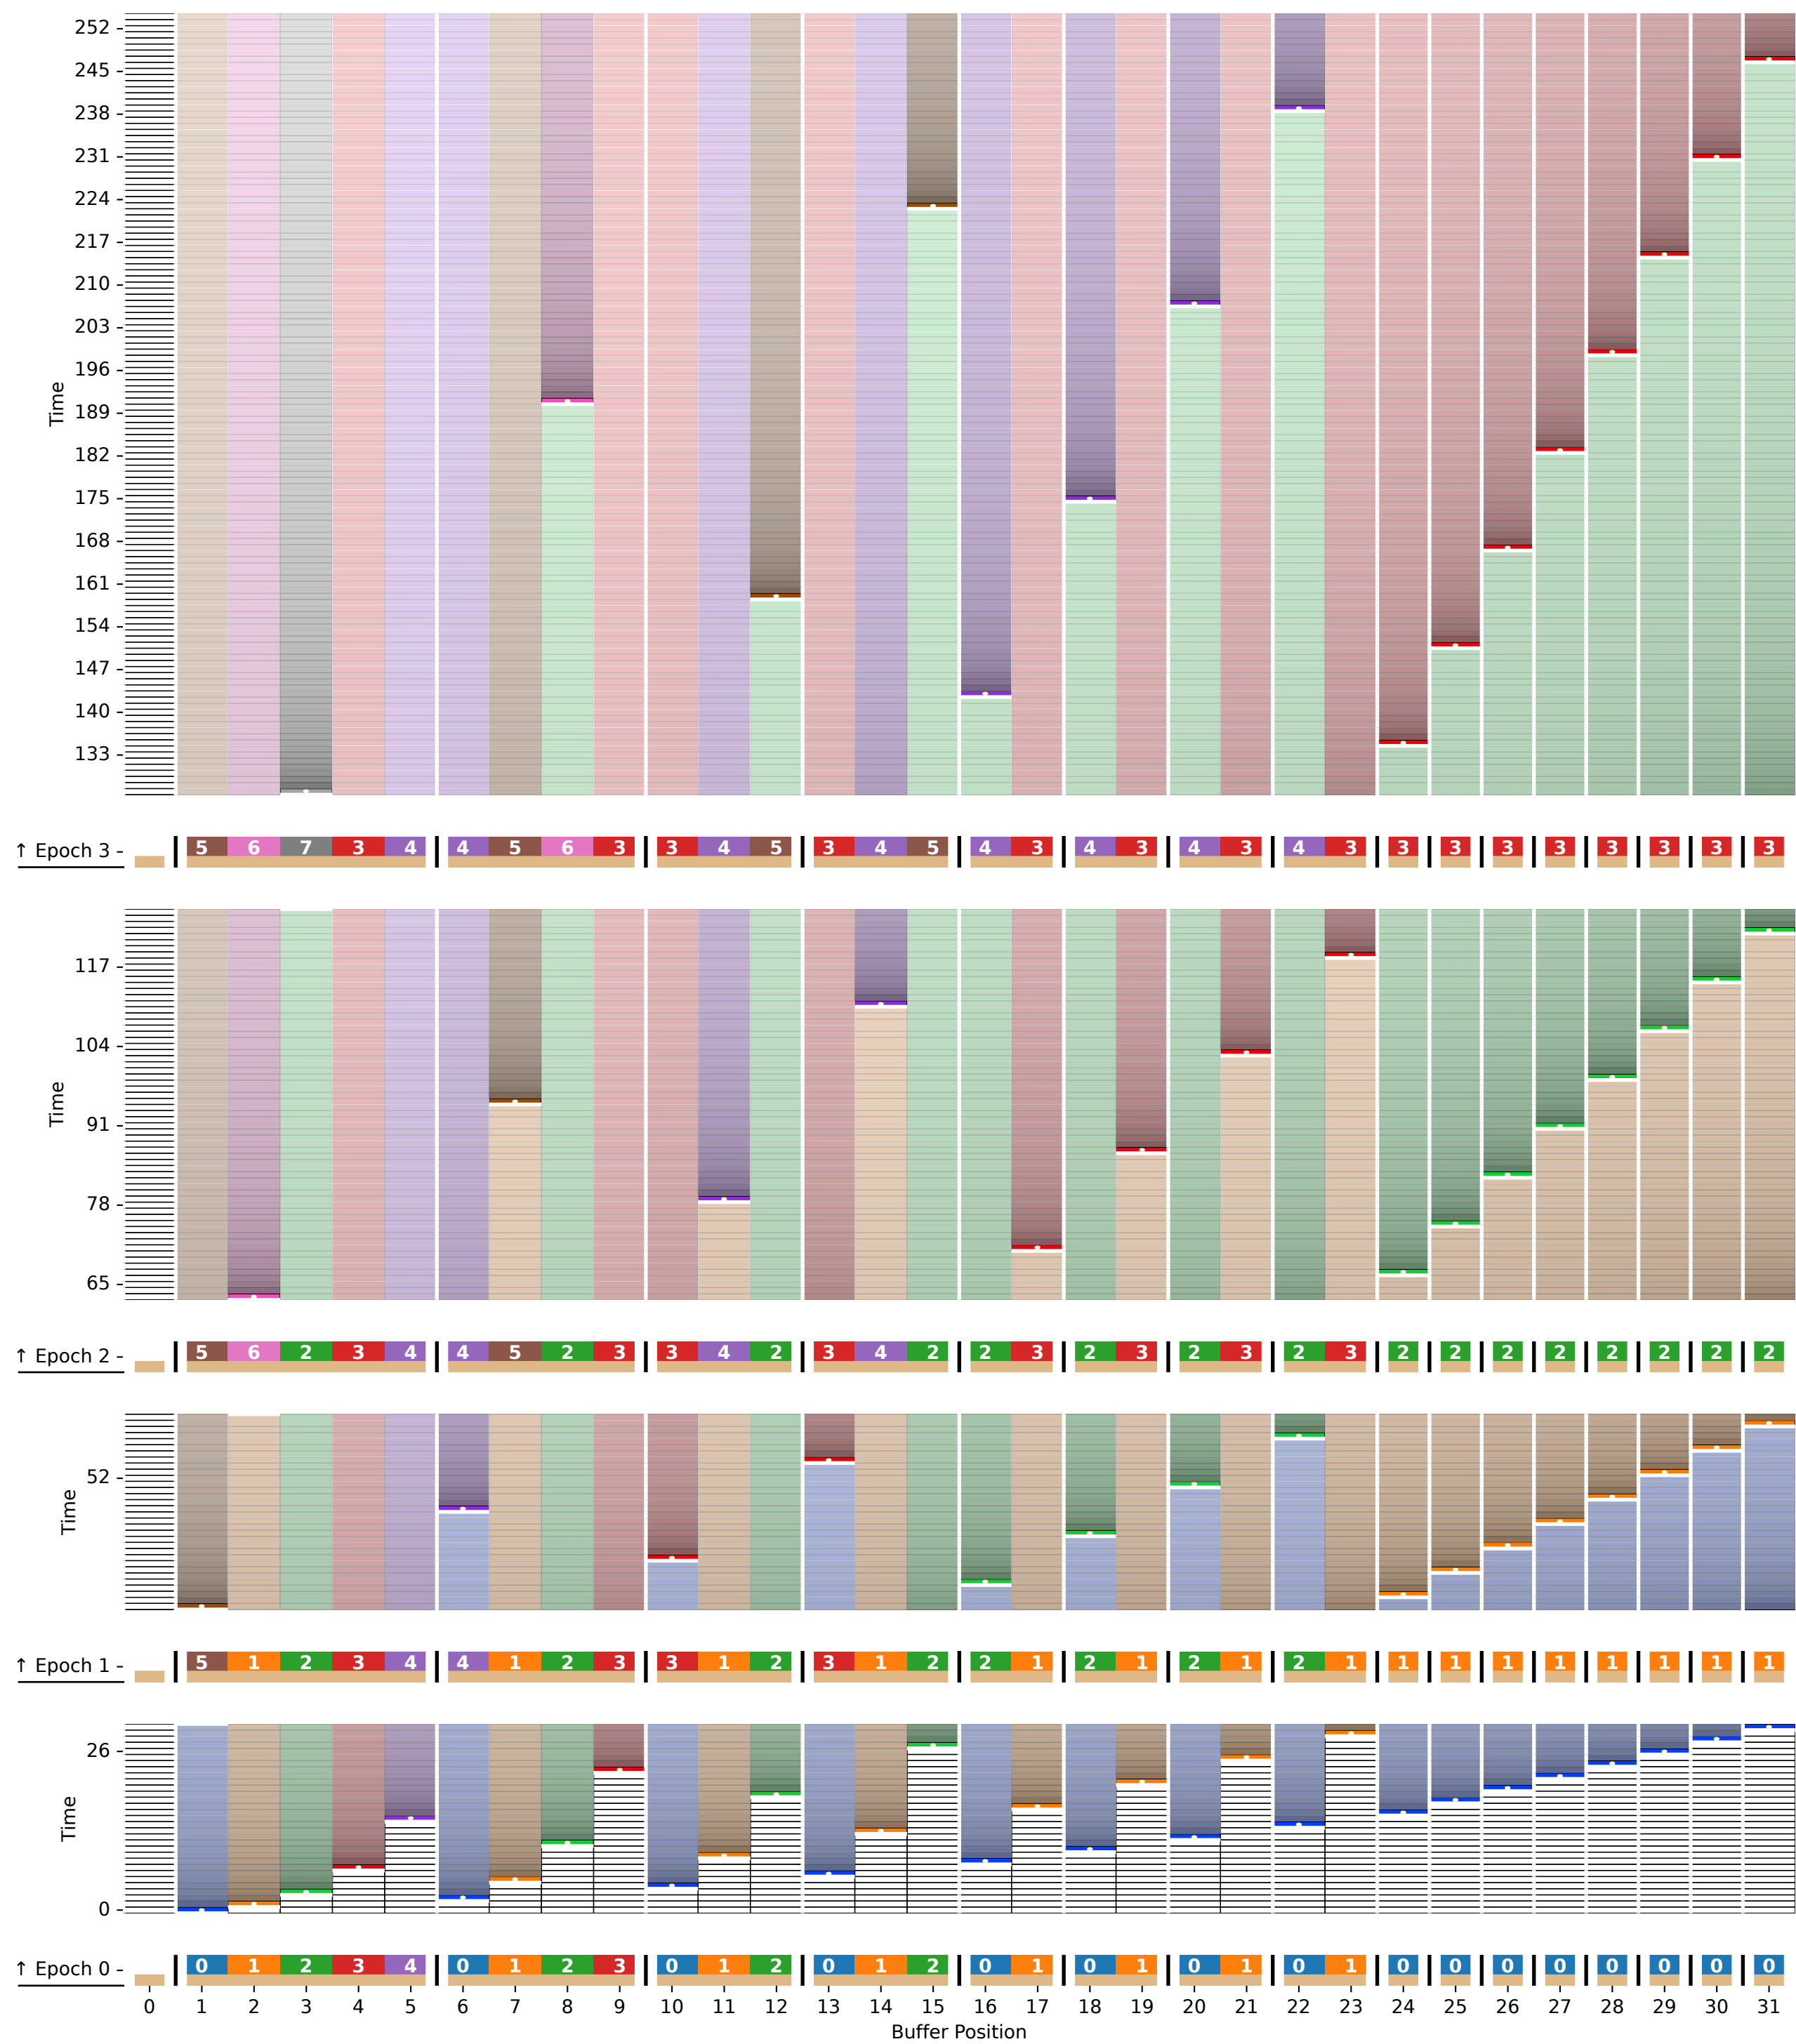 252
245
238
231
224
217
210
203
196
189
182
175
168
161
154
147
140
133
Time
↑ Epoch 3
5 6 7 3 4 4 5 6 3 3 4 5 3 4 5 4 3 4 3 4 3 4 3 3 3 3 3 3 3 3 3
117
104
91
78
65
Time
↑ Epoch 2
5 6 2 3 4 4 5 2 3 3 4 2 3 4 2 2 3 2 3 2 3 2 3 2 2 2 2 2 2 2 2
52
Time
↑ Epoch 1
5 1 2 3 4 4 1 2 3 3 1 2 3 1 2 2 1 2 1 2 1 2 1 1 1 1 1 1 1 1 1
26
0
Time
↑ Epoch 0
0 1 2 3 4 0 1 2 3 0 1 2 0 1 2 0 1 0 1 0 1 0 1 0 0 0 0 0 0 0 0
0 1 2 3 4 5 6 7 8 9 10 11 12 13 14 15 16 17 18 19 20 21 22 23 24 25 26 27 28 29 30 31
Buffer Position